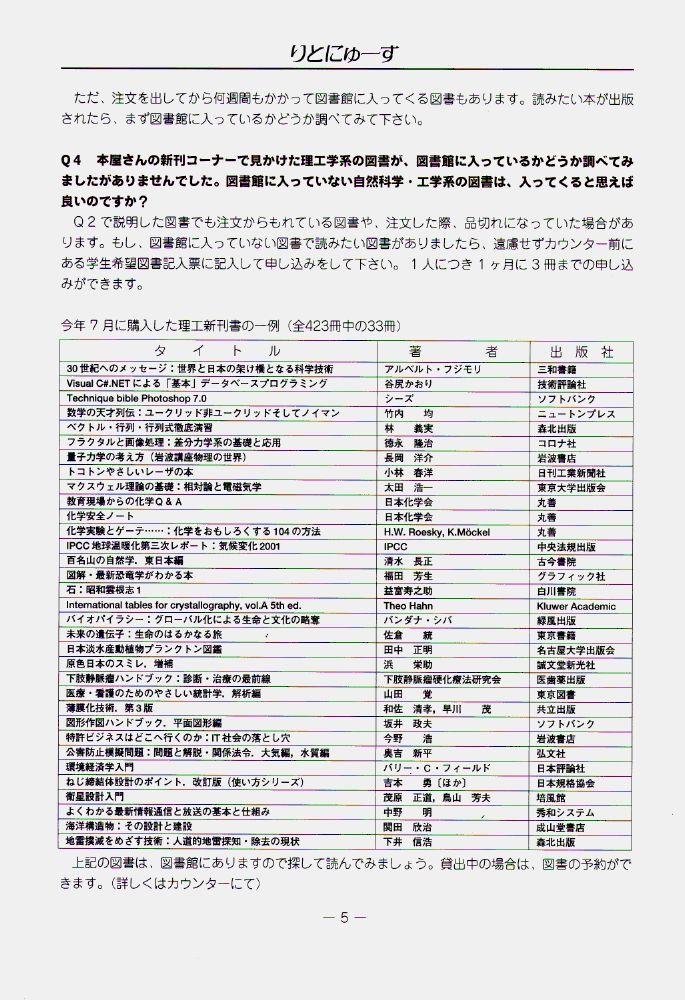 りとにゅーす
ただ、注文を出してから何週間もかかって図書館に入ってくる図書もあります。読みたい本が出版
されたら、まず図書館に入っているかどうか調べてみて下さい。
Q4 本屋さんの新刊コーナーで見かけた理工学系の図書が、図書館に入っているかどうか調べてみ
ましたがありませんでした。図書館に入っていない自然科学・工学系の図書は、入ってくると思えば
良いのですか？
Q2で説明した図書でも注文からもれている図書や、注文した際、品切れになっていた場合があ
ります。もし、図書館に入っていない図書で読みたい図書がありましたら、遠慮せずカウンター前に
ある学生希望図書記入票に記入して申し込みをして下さい。1人につき1ヶ月に3冊までの申し込
みができます。
今年7月に購入した理工新刊書の一例（全423冊中の33冊）
タイトル 著者 出版社
30世紀へのメッセージ：世界と日本の架け橋となる科学技術 アルベルト・フジモリ 三和書籍
Visual C#.NETによる「基本」データベースプログラミング 谷尻かおり 技術評論社
Technique bible Photoshop 7.0 シーズ ソフトバンク
数学の天才列伝：ユークリッド非ユークリッドそしてノイマン 竹内 均 ニュートンプレス
ベクトル・行列・行列式徹底演習 林 義実 森北出版
フラクタルと画像処理：差分力学系の基礎と応用 徳永 隆治 コロナ社
量子力学の考え方（岩波講座物理の世界） 長岡 洋介 岩波書店
トコトンやさしいレーザの本 小林 春洋 日刊工業新聞社
マクスウェル理論の基礎：相対論と電磁気学 太田 浩一 東京大学出版会
教育現場からの化学Q＆A 日本化学会 丸善
化学安全ノート 日本化学会 丸善
化学実験とゲーテ……：化学をおもしろくする104の方法 H.W. Roesky, K.Möckel 丸善
IPCC地球温暖化第三次レポート：気候変化2001 IPCC 中央法規出版
百名山の自然学．東日本編 清水 長正 古今書院
図解・最新恐竜学がわかる本 福田 芳生 グラフィック社
石：昭和雲根志1 益富寿之助 白川書院
International tables for crystallography, vol.A 5th ed. Theo Hahn Kluwer Academic
バイオパイラシー：グローバル化による生命と文化の略奪 バンダナ・シバ 緑風出版
未来の遺伝子：生命のはるかなる旅 佐倉 統 東京書籍
日本淡水産動植物プランクトン図鑑 田中 正明 名古屋大学出版会
原色日本のスミレ．増補 浜 栄助 誠文堂新光社
下肢静脈瘤ハンドブック：診断・治療の最前線 下肢静脈瘤硬化療法研究会 医歯薬出版
医療・看護のためのやさしい統計学．解析編 山田 覚 東京図書
薄膜化技術．第3版 和佐 清孝，早川 茂 共立出版
図形作図ハンドブック．平面図形編 坂井 政夫 ソフトバンク
特許ビジネスはどこへ行くのか：IT社会の落とし穴 今野 浩 岩波書店
公害防止模擬問題：問題と解説・関係法令．大気編，水質編 奥吉 新平 弘文社
環境経済学入門 バリー・C・フィールド 日本評論社
ねじ締結体設計のポイント．改訂版（使い方シリーズ） 吉本 勇［ほか］ 日本規格協会
衛星設計入門 茂原 正道，鳥山 芳夫 培風館
よくわかる最新情報通信と放送の基本と仕組み 中野 明 秀和システム
海洋構造物：その設計と建設 関田 欣治 成山堂書店
地雷撲滅をめざす技術：人道的地雷探知・除去の現状 下井 信浩 森北出版
上記の図書は、図書館にありますので探して読んでみましょう。貸出中の場合は、図書の予約がで
きます。（詳しくはカウンターにて）
― 5 ―